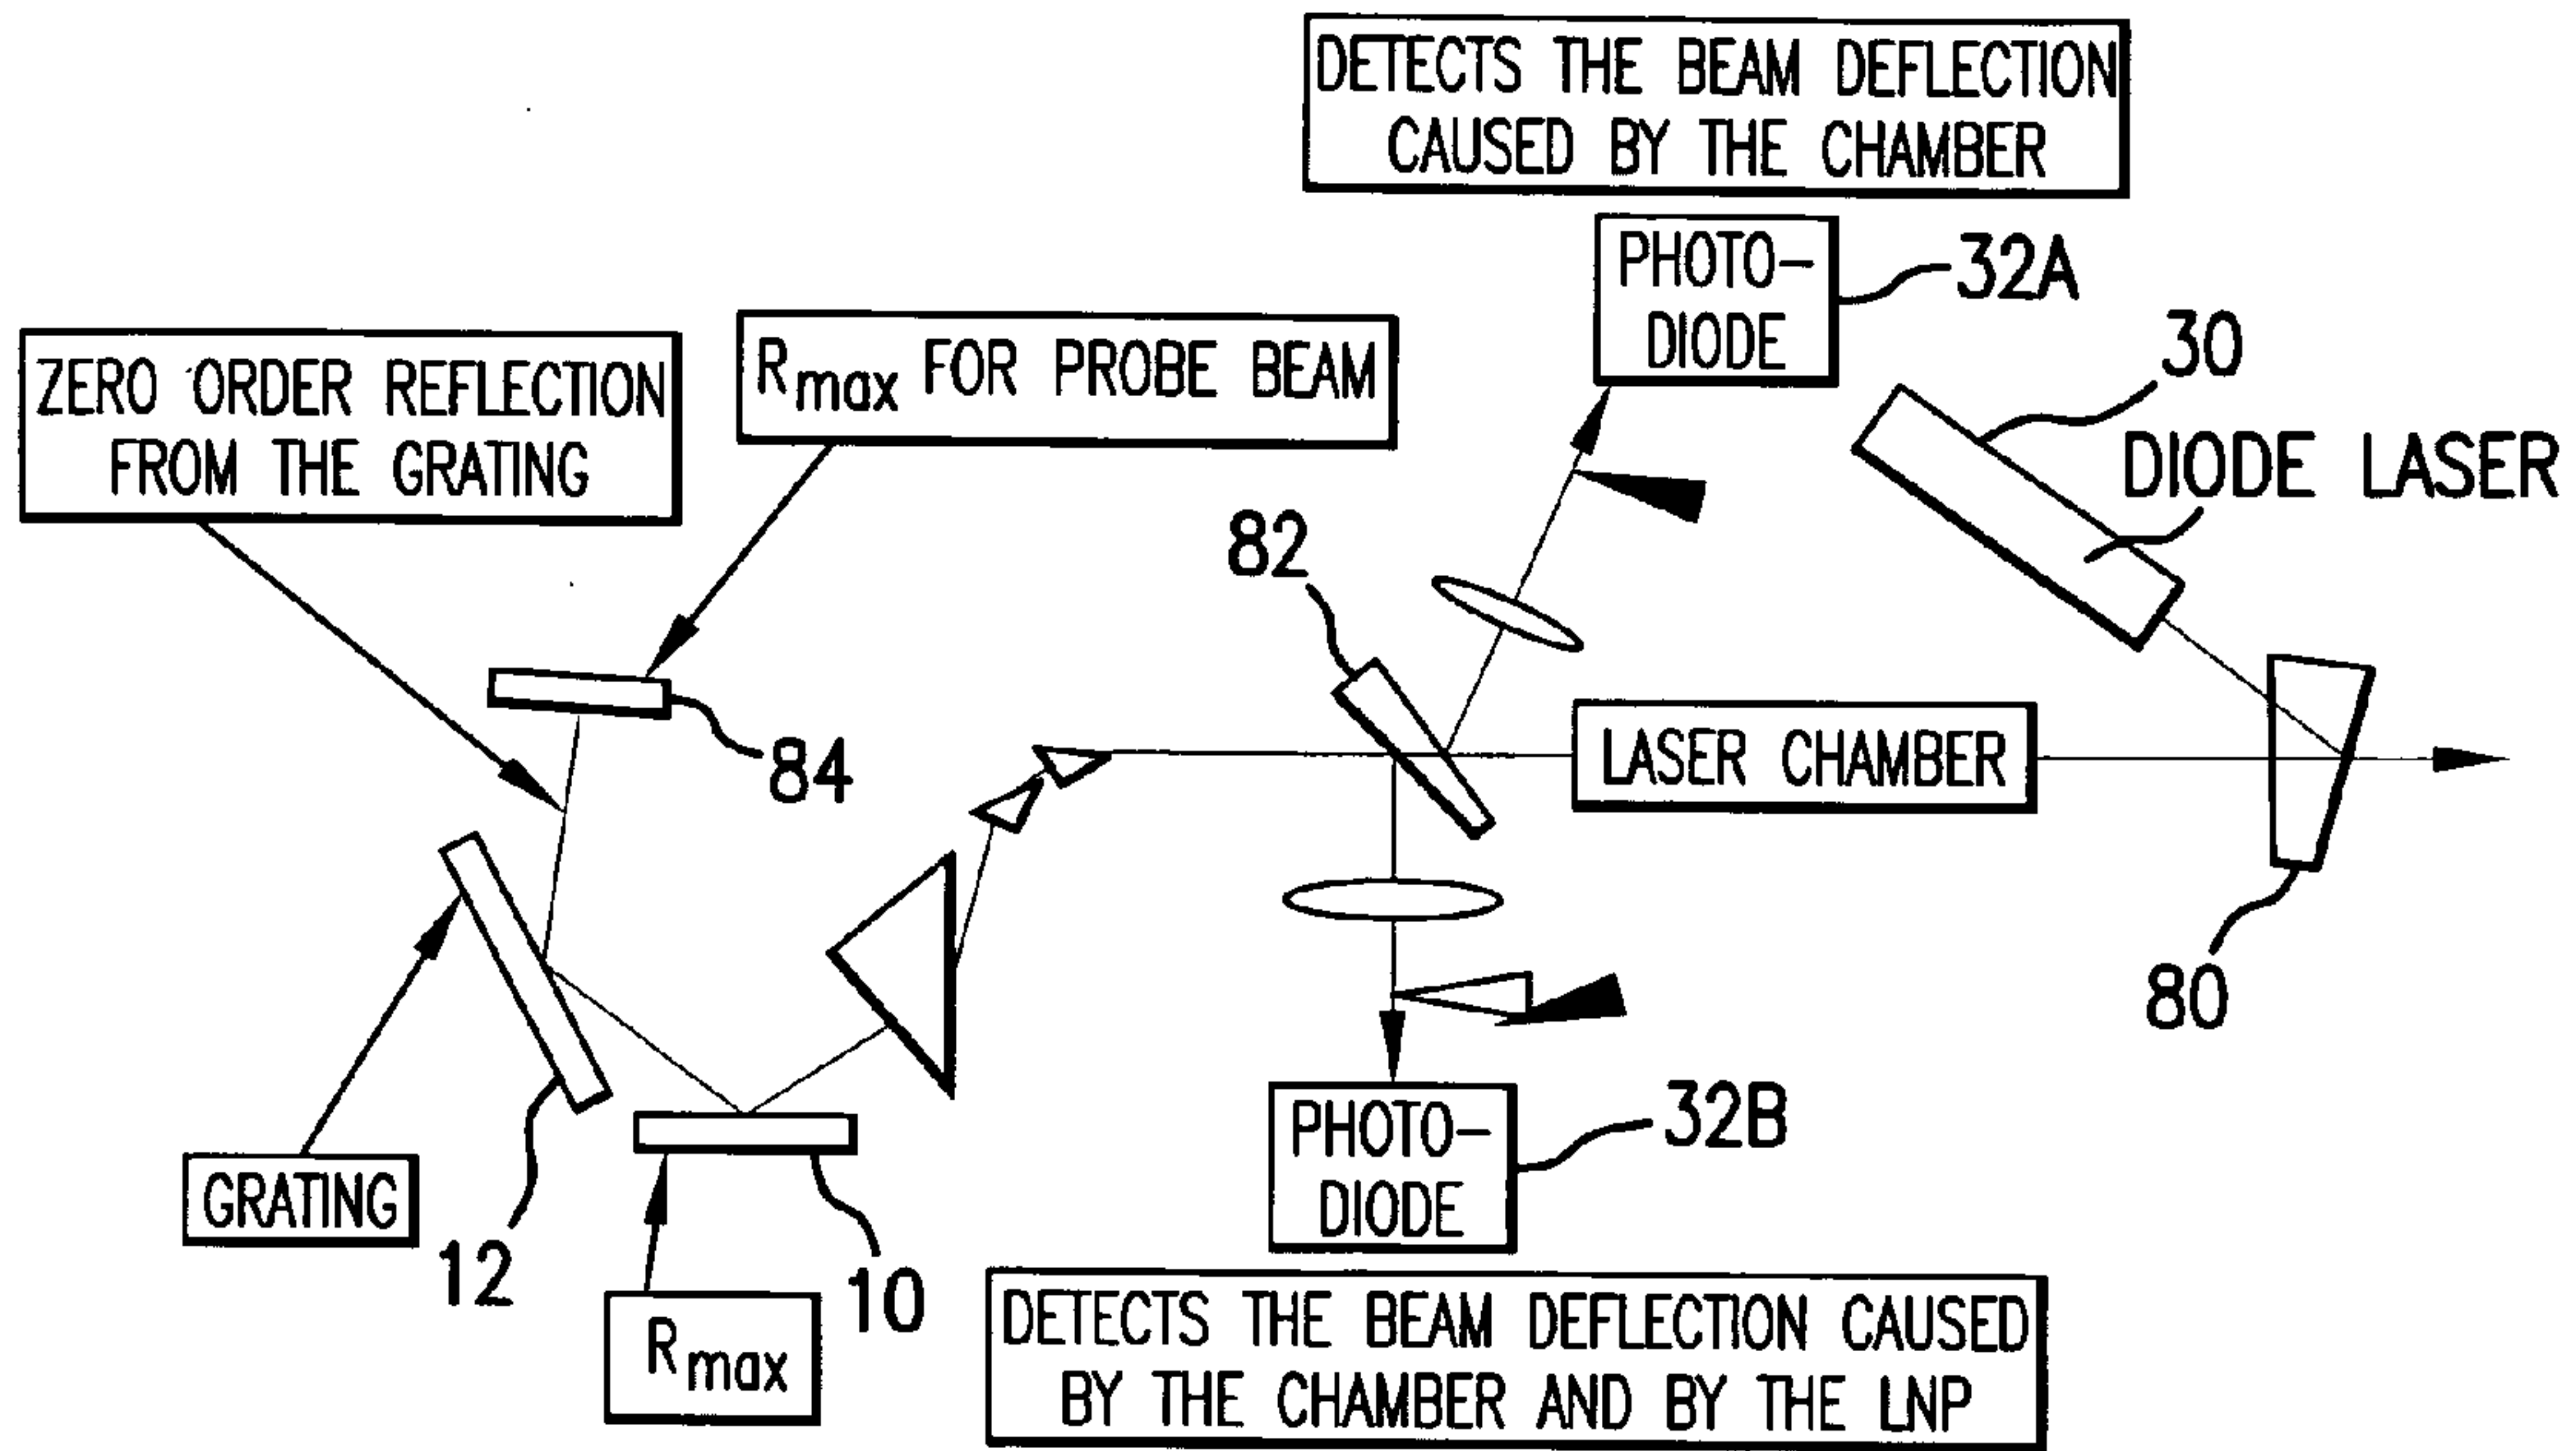 DETECTS THE BEAM DEFLECTION
CAUSED BY THE CHAMBER
PHOTO-
DIODE
32A
30
DIODE LASER
ZERO ORDER REFLECTION
FROM THE GRATING
Rmax FOR PROBE BEAM
82
84
LASER CHAMBER
80
GRATING
12
10
Rmax
PHOTO-
DIODE
32B
DETECTS THE BEAM DEFLECTION CAUSED
BY THE CHAMBER AND BY THE LNP